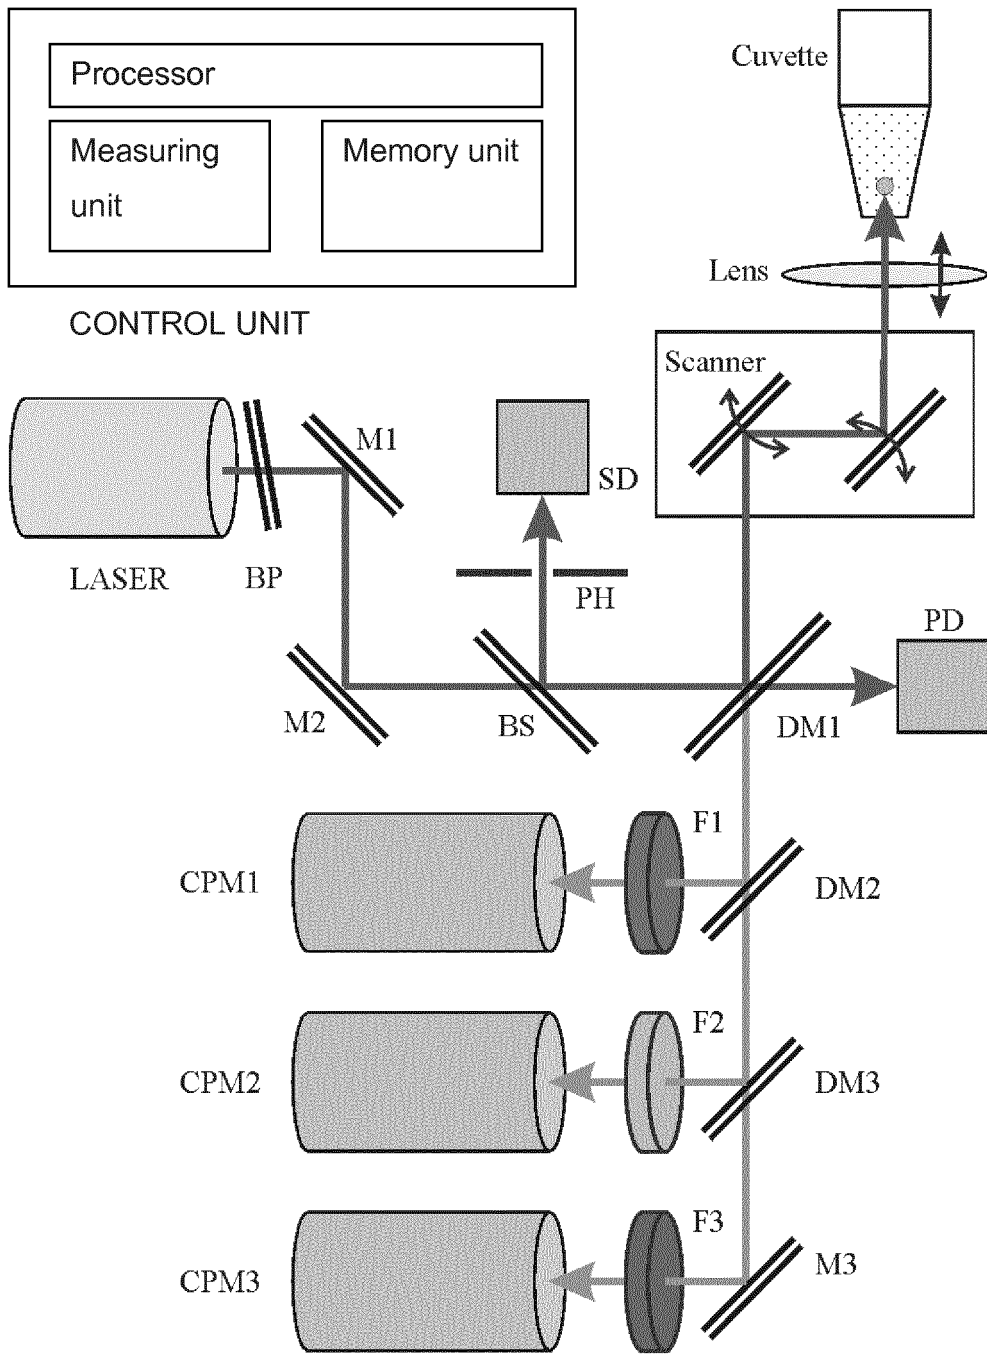 Processor
Measuring
unit
Memory unit
CONTROL UNIT
Cuvette
Lens
Scanner
M1
SD
LASER
BP
PH
PD
M2
BS
DM1
F1
CPM1
DM2
F2
CPM2
DM3
F3
CPM3
M3